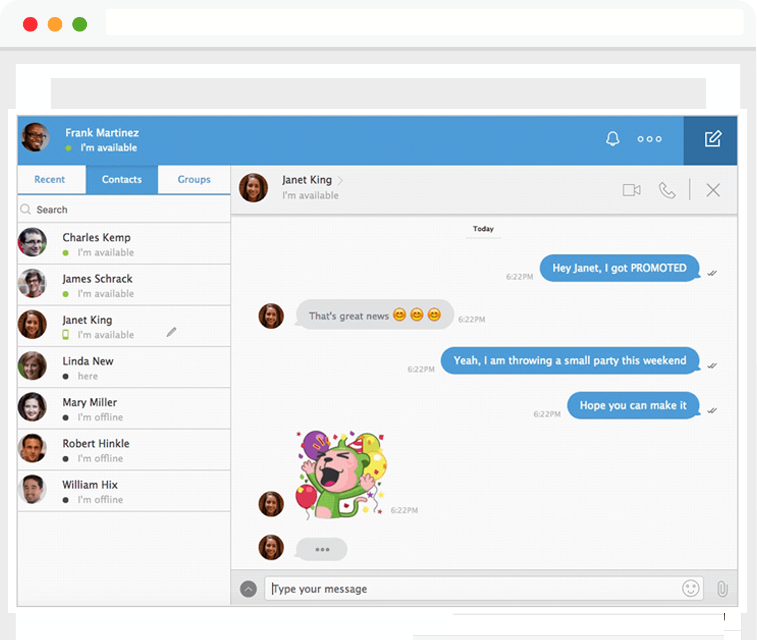 Frank Martinez
I'm available
Recent
Contacts
Groups
Search
Charles Kemp
I'm available
James Schrack
I'm available
Janet King
I'm available
Linda New
here
Mary Miller
I'm offline
Robert Hinkle
I'm offline
William Hix
I'm offline
Janet King
I'm available
Today
6:22PM Hey Janet, I got PROMOTED
That's great news 😊 😊 😊 6:22PM
6:22PM Yeah, I am throwing a small party this weekend
6:22PM Hope you can make it
6:22PM
Type your message